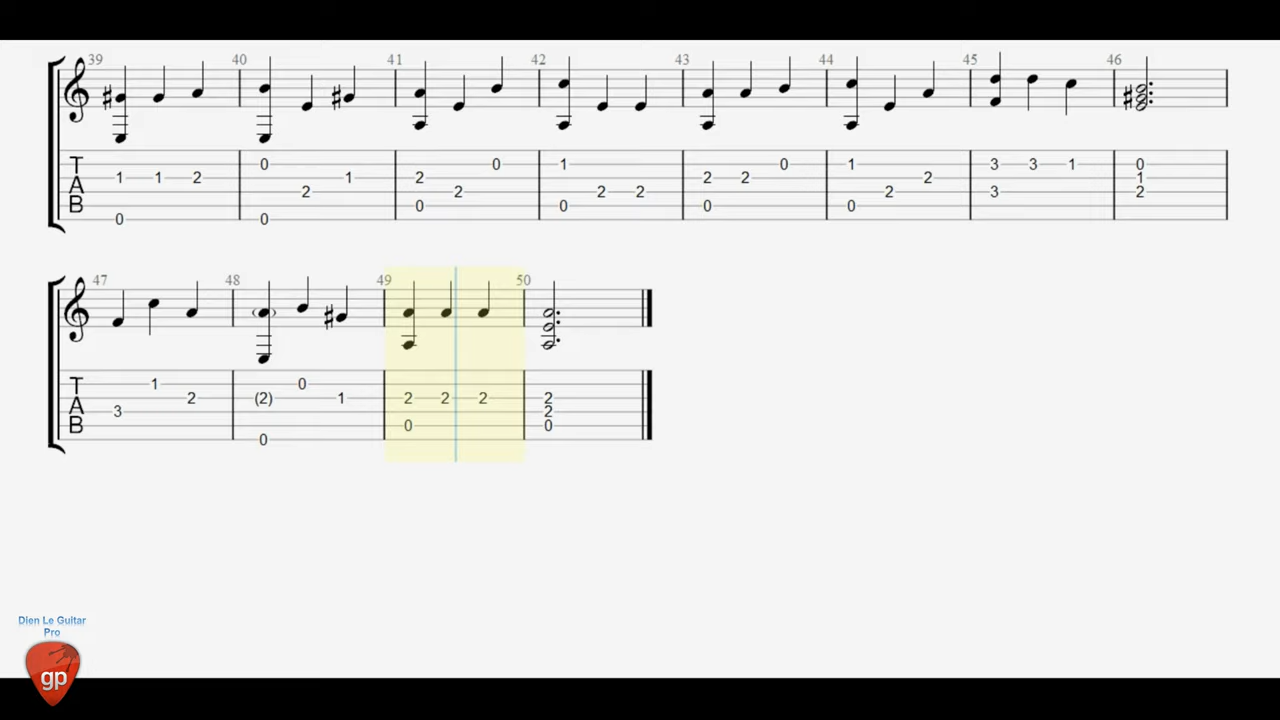 39 40 41 42 43 44 45 46
T 0 0 1 0 1 3 3 1 0
1 1 2 1 2 2 2 2 1
A 2 2 2 2 2 3 2
B 0 0 0 0
0 0
47 48 49 50
T 1 0
2 (2) 1 2 2 2 2
A 3 2
B 0 0
0
Dien Le Guitar
Pro
gp